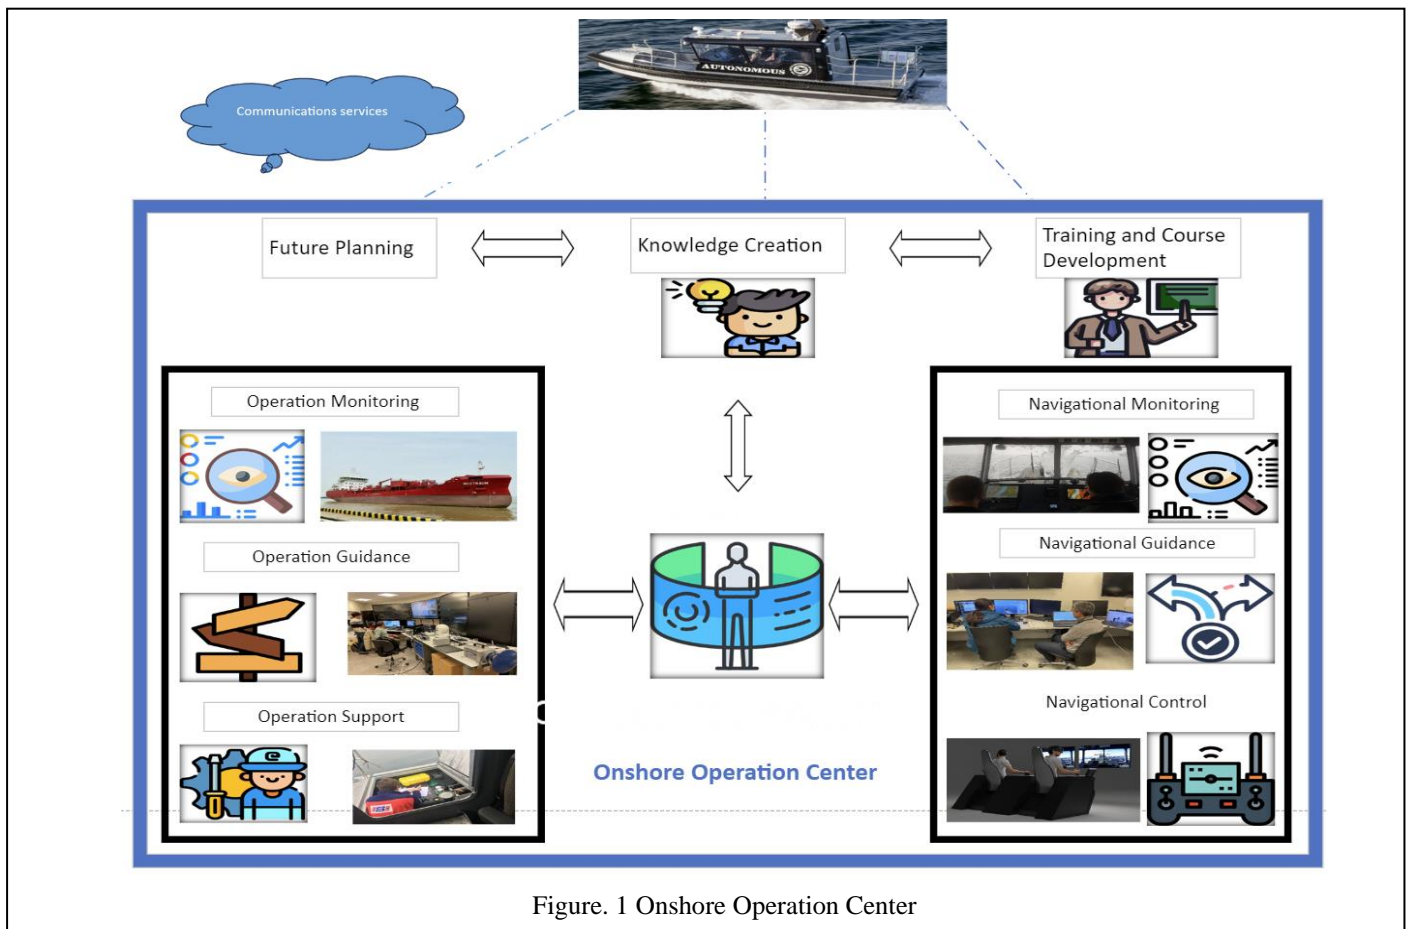 AUTONOMOUS
Communications services
Future Planning
Knowledge Creation
Training and Course
Development
Operation Monitoring
Operation Guidance
Operation Support
Onshore Operation Center
Navigational Monitoring
Navigational Guidance
Navigational Control
Figure. 1 Onshore Operation Center